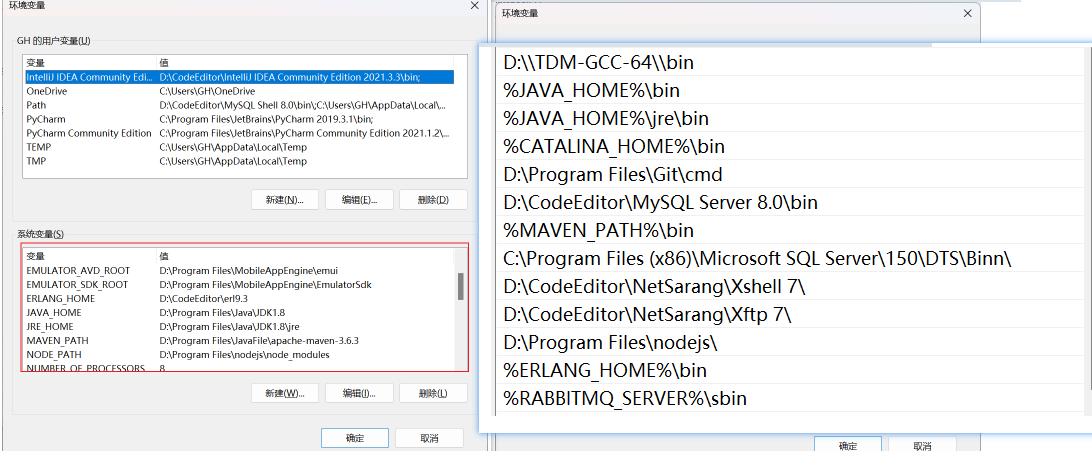 环境变量
GH 的用户变量(U)
变量 值
IntelliJ IDEA Community Edi... D:\CodeEditor\IntelliJ IDEA Community Edition 2021.3.3\bin;
OneDrive C:\Users\GH\OneDrive
Path D:\CodeEditor\MySQL Shell 8.0\bin\;C:\Users\GH\AppData\Local\...
PyCharm C:\Program Files\JetBrains\PyCharm 2019.3.1\bin;
PyCharm Community Edition C:\Program Files\JetBrains\PyCharm Community Edition 2021.1.2\...
TEMP C:\Users\GH\AppData\Local\Temp
TMP C:\Users\GH\AppData\Local\Temp
新建(N)... 编辑(E)... 删除(D)
系统变量(S)
变量 值
EMULATOR_AVD_ROOT D:\Program Files\MobileAppEngine\emui
EMULATOR_SDK_ROOT D:\Program Files\MobileAppEngine\EmulatorSdk
ERLANG_HOME D:\CodeEditor\erl9.3
JAVA_HOME D:\Program Files\Java\JDK1.8
JRE_HOME D:\Program Files\Java\JDK1.8\jre
MAVEN_PATH D:\Program Files\JavaFile\apache-maven-3.6.3
NODE_PATH D:\Program Files\nodejs\node_modules
NUMBER_OF_PROCESSORS 8
新建(W)... 编辑(I)... 删除(L)
确定 取消
环境变量
D:\\TDM-GCC-64\\bin
%JAVA_HOME%\bin
%JAVA_HOME%\jre\bin
%CATALINA_HOME%\bin
D:\Program Files\Git\cmd
D:\CodeEditor\MySQL Server 8.0\bin
%MAVEN_PATH%\bin
C:\Program Files (x86)\Microsoft SQL Server\150\DTS\Binn\
D:\CodeEditor\NetSarang\Xshell 7\
D:\CodeEditor\NetSarang\Xftp 7\
D:\Program Files\nodejs\
%ERLANG_HOME%\bin
%RABBITMQ_SERVER%\sbin
确定 取消